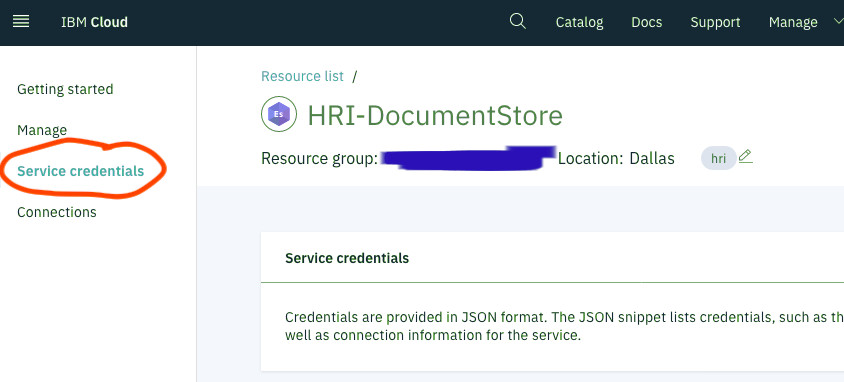 IBM Cloud Catalog Docs Support Manage
Getting started
Manage
Service credentials
Connections
Resource list /
Es HRI-DocumentStore
Resource group: Location: Dallas hri
Service credentials
Credentials are provided in JSON format. The JSON snippet lists credentials, such as th
well as connection information for the service.